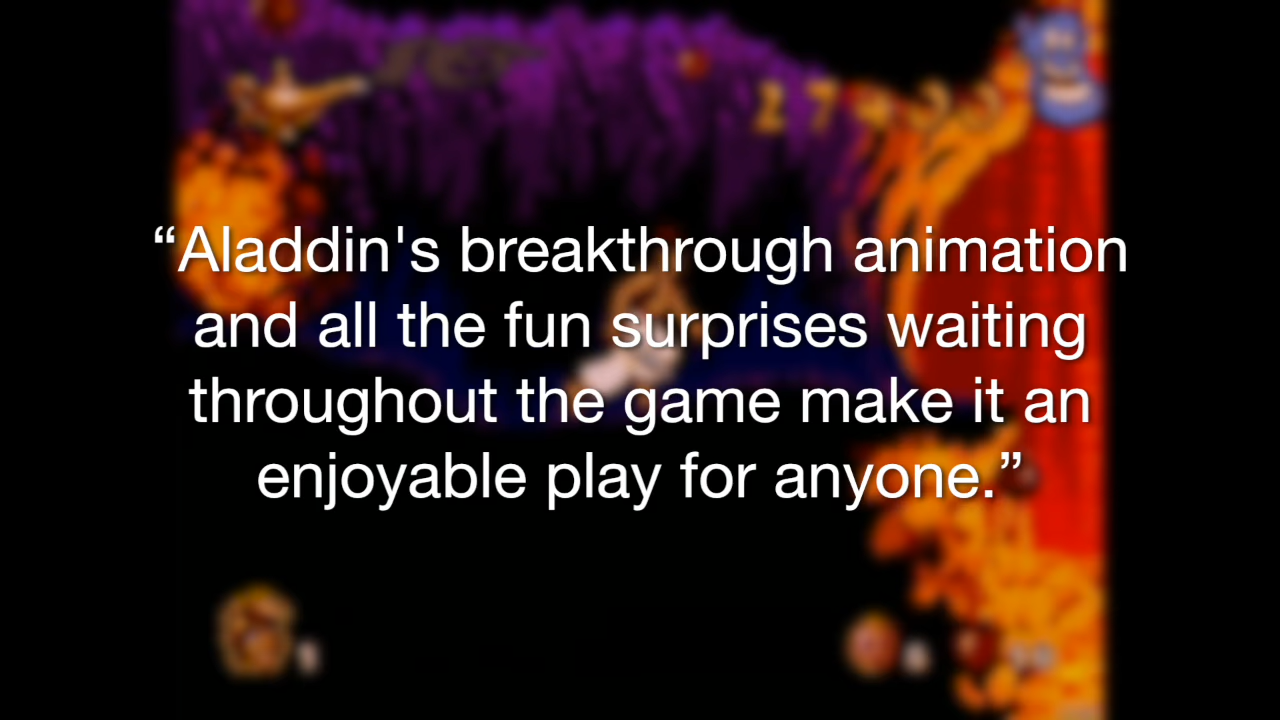 “Aladdin's breakthrough animation
and all the fun surprises waiting
throughout the game make it an
enjoyable play for anyone.”